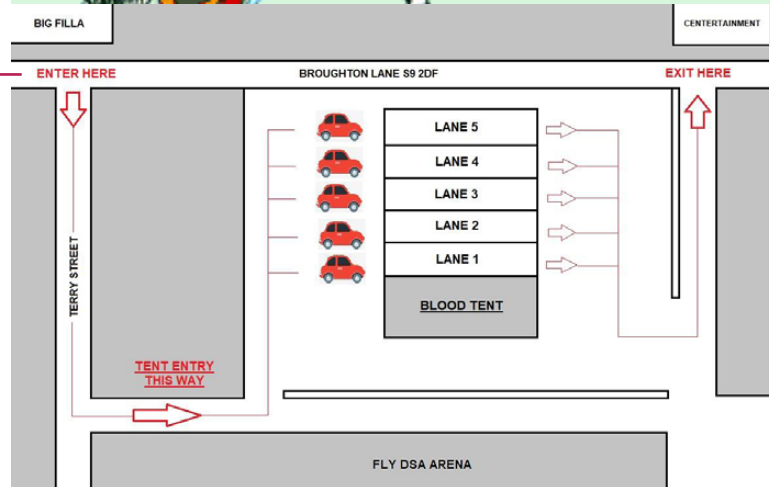 BIG FILLA
CENTERTAINMENT
ENTER HERE
BROUGHTON LANE S9 2DF
EXIT HERE
LANE 5
LANE 4
LANE 3
LANE 2
LANE 1
TERRY STREET
BLOOD TENT
TENT ENTRY
THIS WAY
FLY DSA ARENA